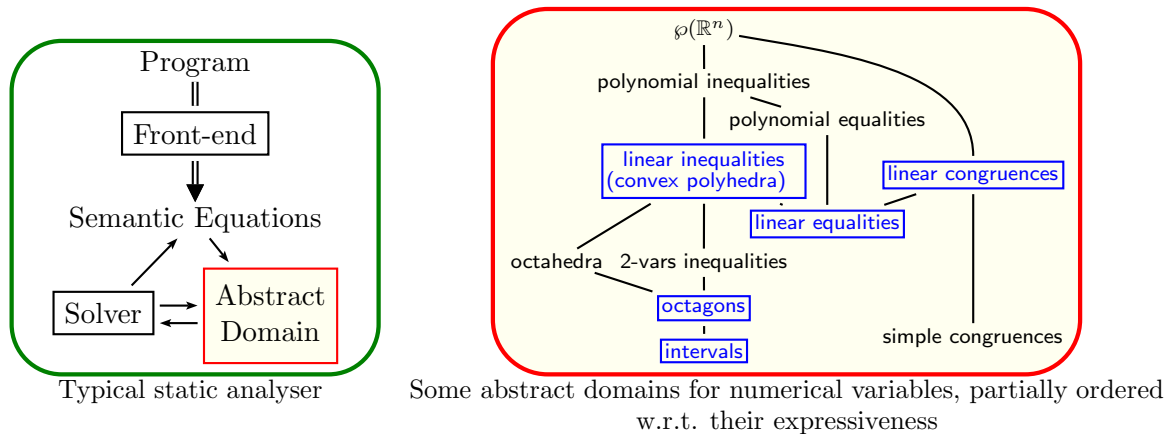 Program
Front-end
Semantic Equations
Solver
Abstract
Domain
Typical static analyser
℘(ℝⁿ)
polynomial inequalities
polynomial equalities
linear inequalities
(convex polyhedra)
linear congruences
linear equalities
octahedra
2-vars inequalities
octagons
simple congruences
intervals
Some abstract domains for numerical variables, partially ordered
w.r.t. their expressiveness